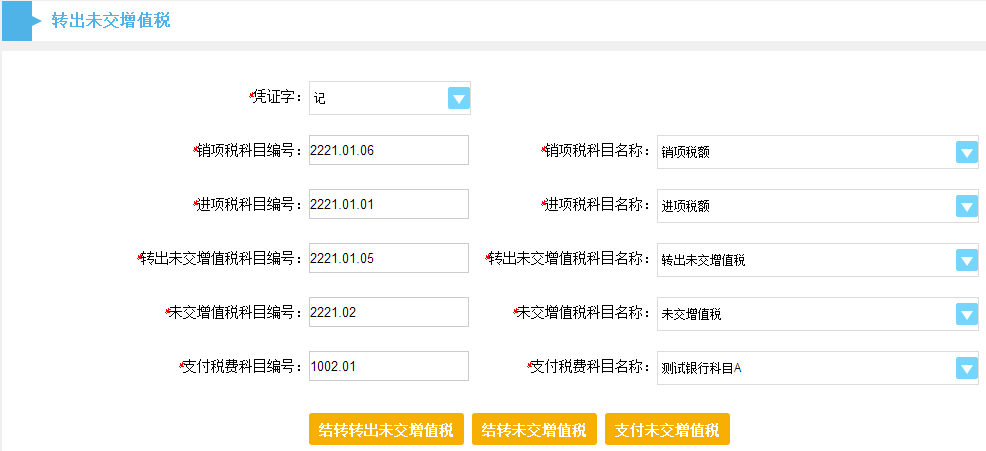 转出未交增值税
*凭证字： 记
*销项税科目编号： 2221.01.06 *销项税科目名称： 销项税额
*进项税科目编号： 2221.01.01 *进项税科目名称： 进项税额
*转出未交增值税科目编号： 2221.01.05 *转出未交增值税科目名称： 转出未交增值税
*未交增值税科目编号： 2221.02 *未交增值税科目名称： 未交增值税
*支付税费科目编号： 1002.01 *支付税费科目名称： 测试银行科目A
结转转出未交增值税 结转未交增值税 支付未交增值税